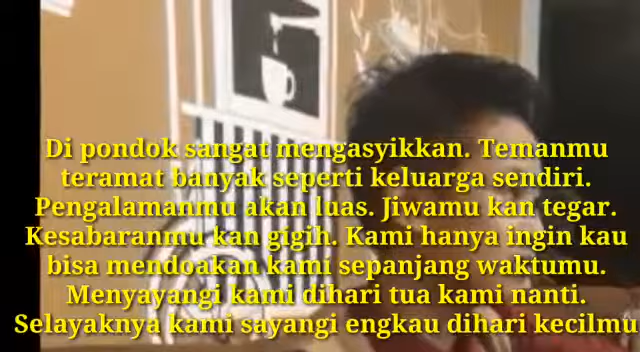 Di pondok sangat mengasyikkan. Temanmu
teramat banyak seperti keluarga sendiri.
Pengalamanmu akan luas. Jiwamu kan tegar.
Kesabaranmu kan gigih. Kami hanya ingin kau
bisa mendoakan kami sepanjang waktumu.
Menyayangi kami dihari tua kami nanti.
Selayaknya kami sayangi engkau dihari kecilmu